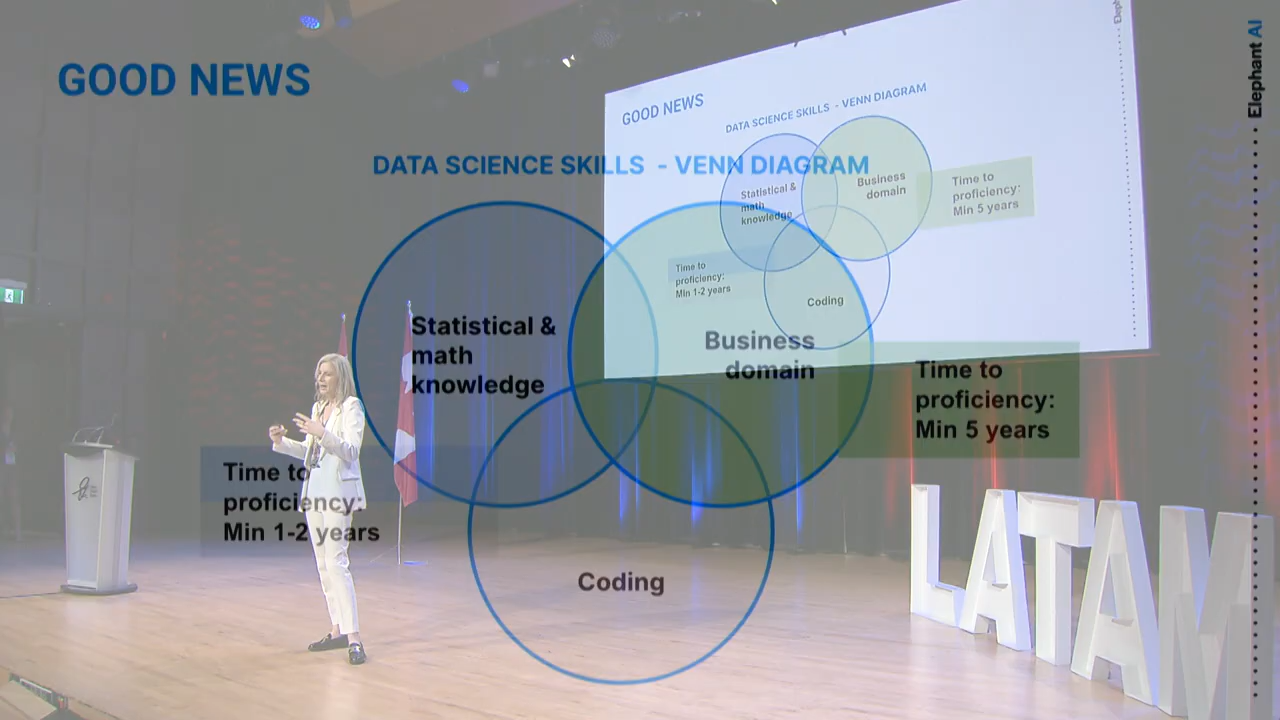 GOOD NEWS
DATA SCIENCE SKILLS - VENN DIAGRAM
Statistical &
math
knowledge
Business
domain
Time to
proficiency:
Min 5 years
Time to
proficiency:
Min 1-2 years
Coding
Elephant AI
GOOD NEWS
DATA SCIENCE SKILLS - VENN DIAGRAM
Statistical &
math
knowledge
Business
domain
Time to
proficiency:
Min 5 years
Time to
proficiency:
Min 1-2 years
Coding
LATAM